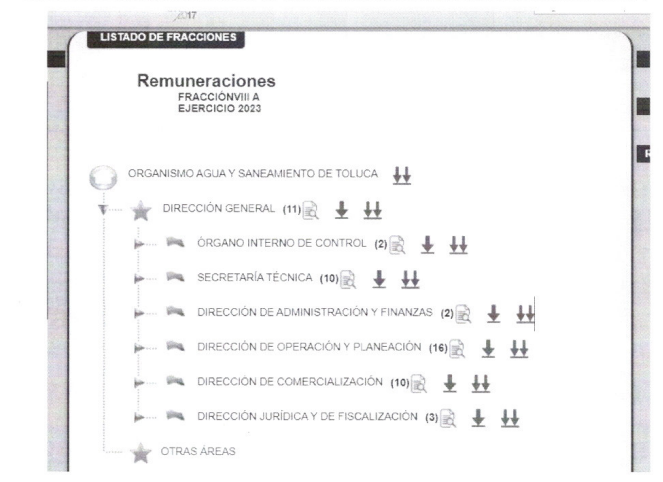 2017
LISTADO DE FRACCIONES
Remuneraciones
FRACCIÓNVIII A
EJERCICIO 2023
ORGANISMO AGUA Y SANEAMIENTO DE TOLUCA
DIRECCIÓN GENERAL (11)
ÓRGANO INTERNO DE CONTROL (2)
SECRETARÍA TÉCNICA (10)
DIRECCIÓN DE ADMINISTRACIÓN Y FINANZAS (2)
DIRECCIÓN DE OPERACIÓN Y PLANEACIÓN (16)
DIRECCIÓN DE COMERCIALIZACIÓN (10)
DIRECCIÓN JURÍDICA Y DE FISCALIZACIÓN (3)
OTRAS ÁREAS